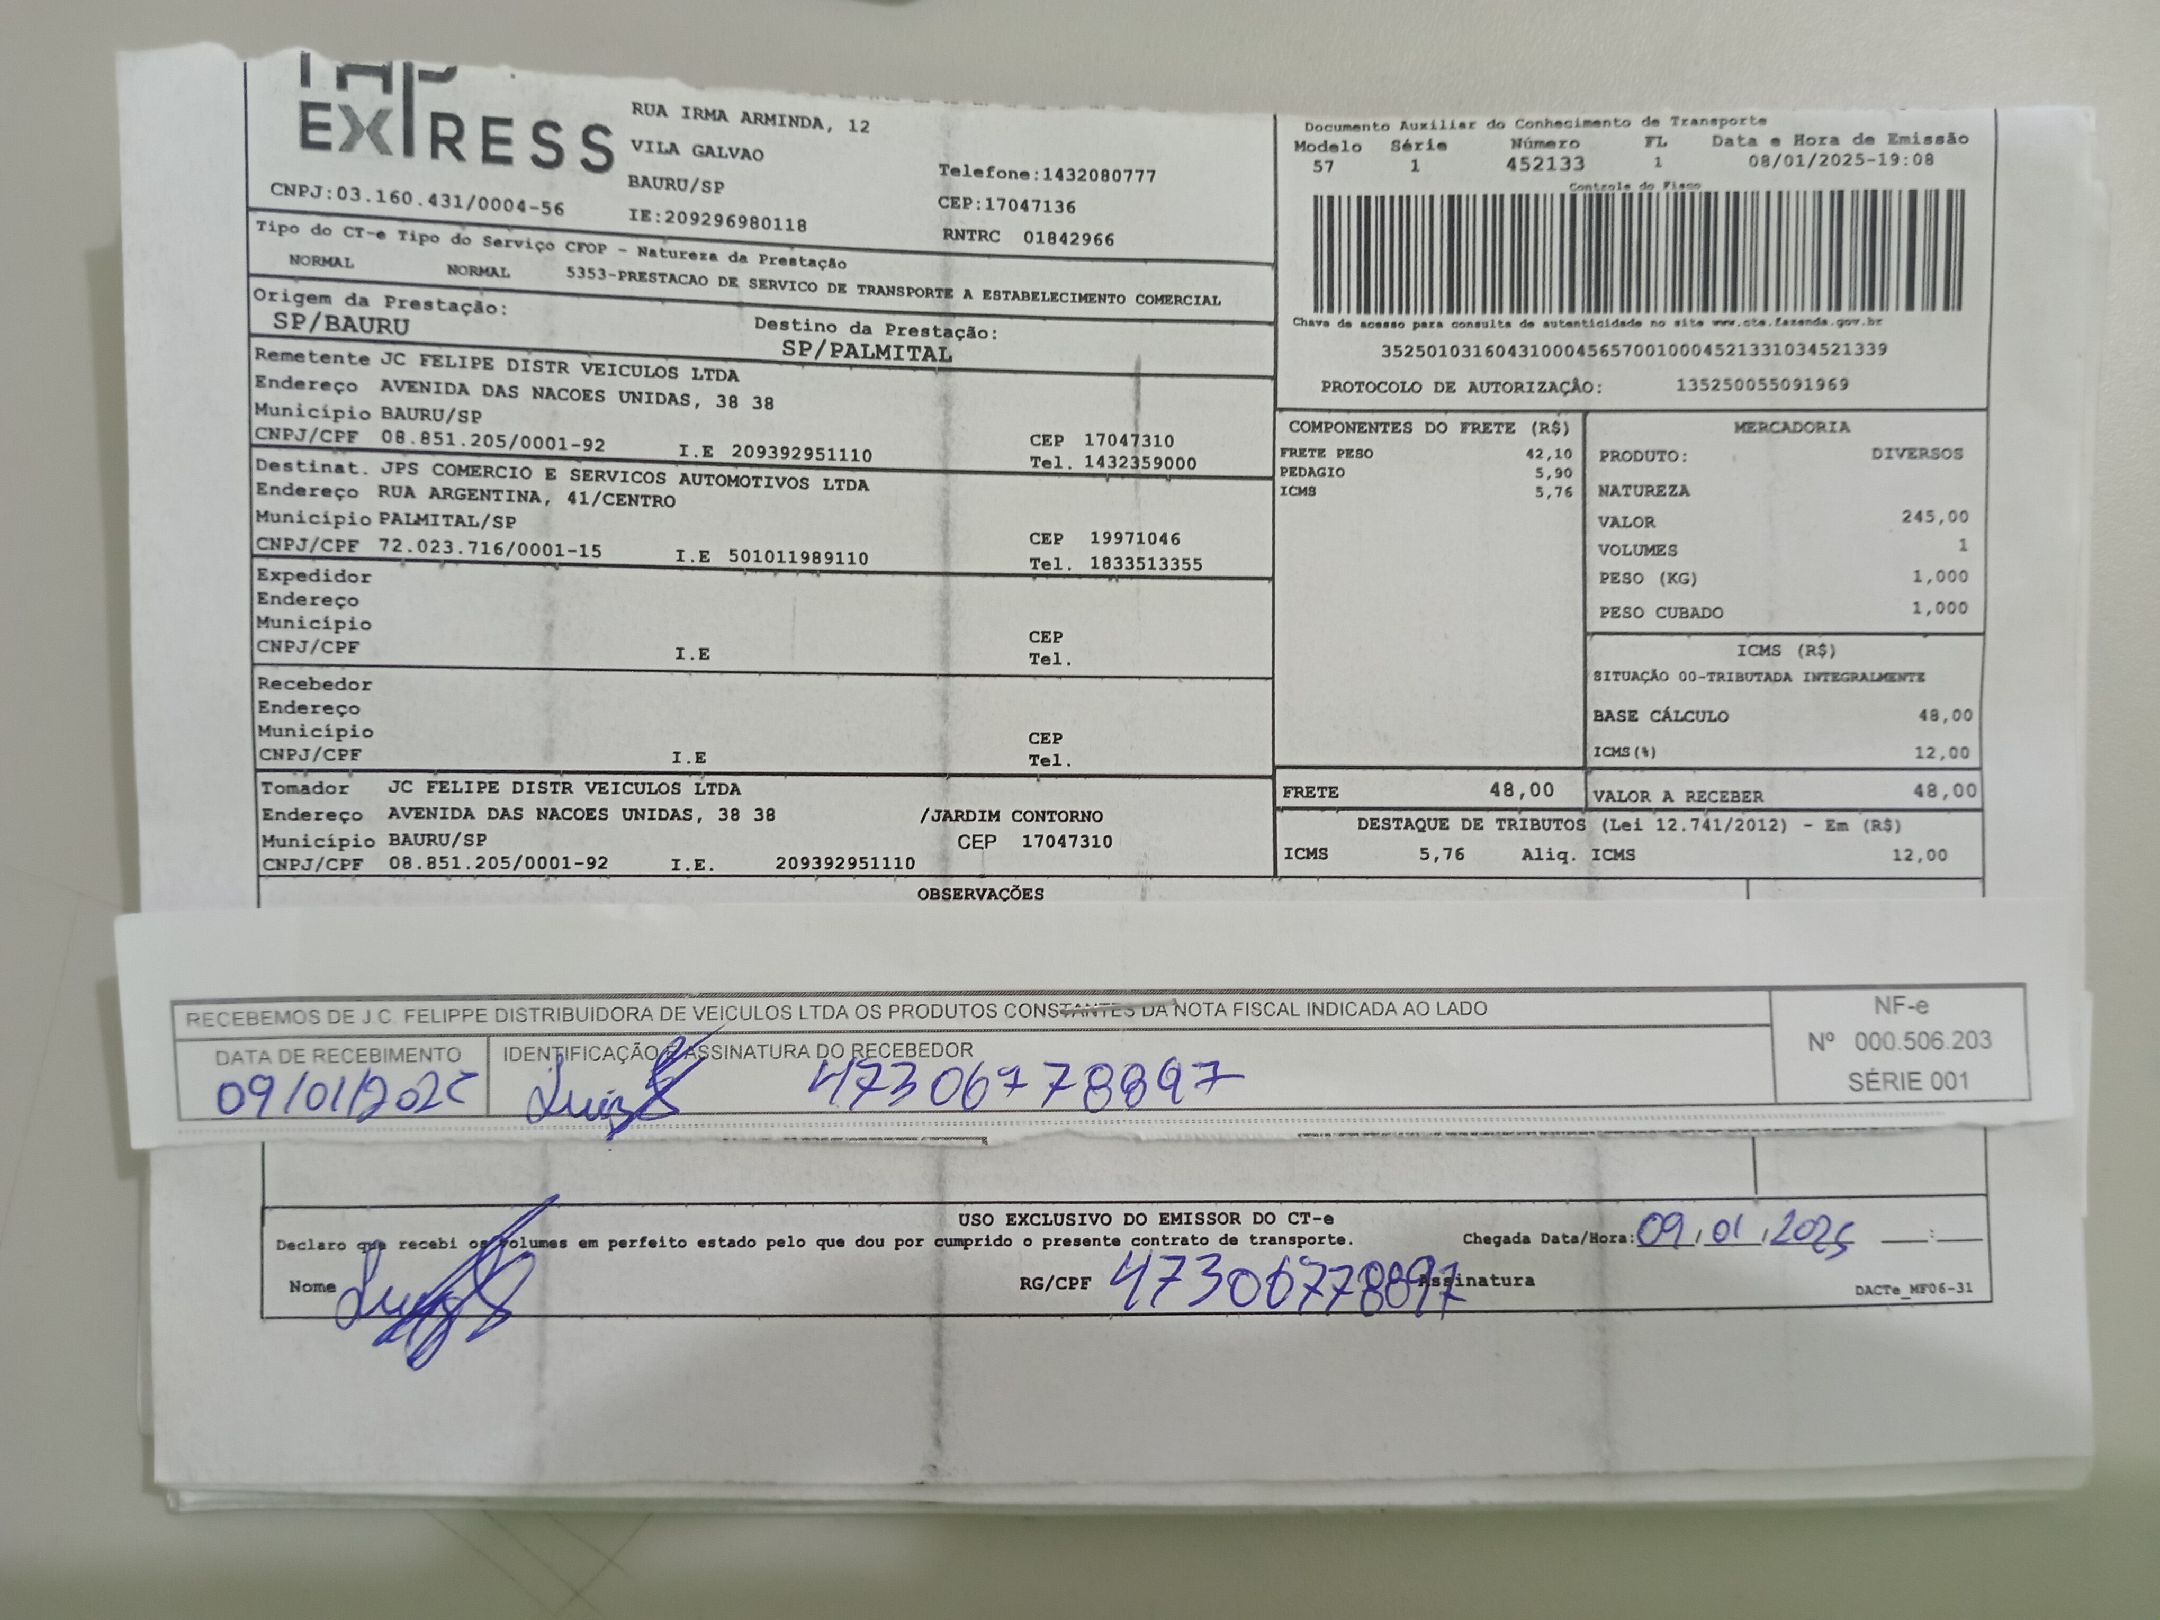 EXPRESS
RUA IRMA ARMINDA, 12
VILA GALVAO
BAURU/SP
IE:209296980118
Telefone:1432080777
CEP:17047136
RNTRC 01842966
CNPJ:03.160.431/0004-56
Tipo do CT-e Tipo do Serviço CFOP - Natureza da Prestação
NORMAL NORMAL 5353-PRESTACAO DE SERVICO DE TRANSPORTE A ESTABELECIMENTO COMERCIAL
Origem da Prestação:
SP/BAURU
Destino da Prestação:
SP/PALMITAL
Documento Auxiliar do Conhecimento de Transporte
Modelo Série Número FL Data e Hora de Emissão
57 1 452133 1 08/01/2025-19:08
Controle do Fisco
Chave de acesso para consulta de autenticidade no site www.cte.fazenda.gov.br
35250103160431000456570010004521331034521339
PROTOCOLO DE AUTORIZAÇÂO: 135250055091969
Remetente JC FELIPE DISTR VEICULOS LTDA
Endereço AVENIDA DAS NACOES UNIDAS, 38 38
Município BAURU/SP
CEP 17047310
CNPJ/CPF 08.851.205/0001-92 I.E 209392951110
Tel. 1432359000
Destinat. JPS COMERCIO E SERVICOS AUTOMOTIVOS LTDA
Endereço RUA ARGENTINA, 41/CENTRO
Município PALMITAL/SP
CEP 19971046
CNPJ/CPF 72.023.716/0001-15 I.E 501011989110
Tel. 1833513355
Expedidor
Endereço
Município
CEP
CNPJ/CPF I.E Tel.
Recebedor
Endereço
Município
CEP
CNPJ/CPF I.E Tel.
Tomador JC FELIPE DISTR VEICULOS LTDA
Endereço AVENIDA DAS NACOES UNIDAS, 38 38 /JARDIM CONTORNO
Município BAURU/SP CEP 17047310
CNPJ/CPF 08.851.205/0001-92 I.E. 209392951110
COMPONENTES DO FRETE (R$)
FRETE PESO 42,10
PEDAGIO 5,90
ICMS 5,76
MERCADORIA
PRODUTO: DIVERSOS
NATUREZA
VALOR 245,00
VOLUMES 1
PESO (KG) 1,000
PESO CUBADO 1,000
ICMS (R$)
SITUAÇÃO 00-TRIBUTADA INTEGRALMENTE
BASE CÁLCULO 48,00
ICMS(%) 12,00
FRETE 48,00
VALOR A RECEBER 48,00
DESTAQUE DE TRIBUTOS (Lei 12.741/2012) - Em (R$)
ICMS 5,76 Aliq. ICMS 12,00
OBSERVAÇÕES
RECEBEMOS DE J.C. FELIPPE DISTRIBUIDORA DE VEICULOS LTDA OS PRODUTOS CONSTANTES DA NOTA FISCAL INDICADA AO LADO
NF-e
Nº 000.506.203
SÉRIE 001
DATA DE RECEBIMENTO
09/01/2025
IDENTIFICAÇÃO E ASSINATURA DO RECEBEDOR
Luiz 47306778897
USO EXCLUSIVO DO EMISSOR DO CT-e
Declaro que recebi os volumes em perfeito estado pelo que dou por cumprido o presente contrato de transporte.
Chegada Data/Hora: 09/01/2025 __:__
Nome Luiz
RG/CPF 47306778897 Assinatura
DACTe_MF06-31